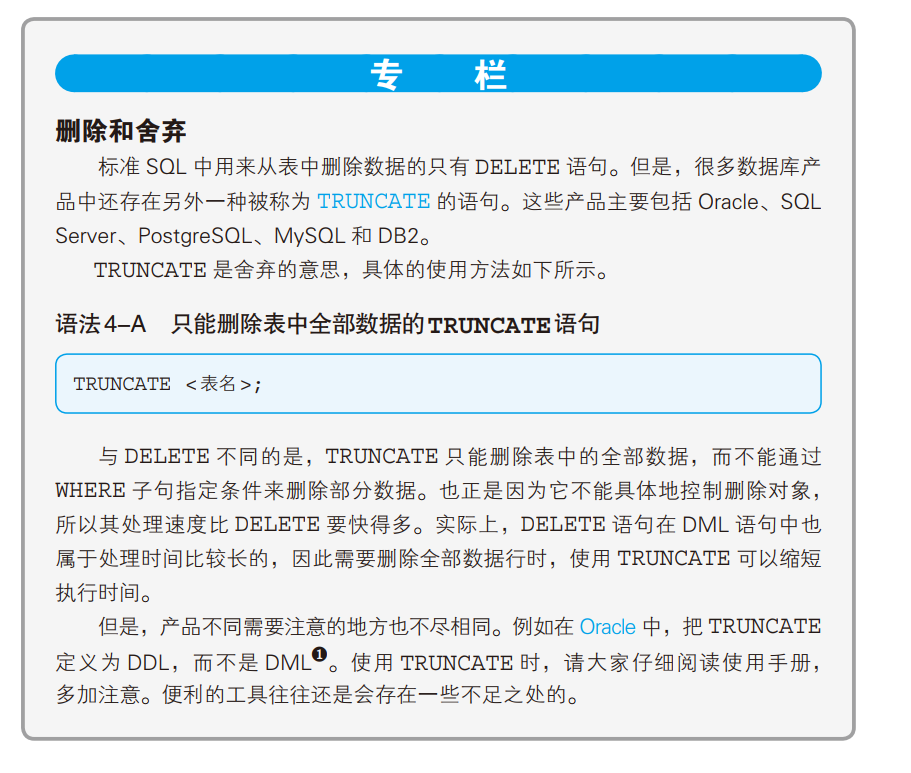 专 栏
删除和舍弃
标准 SQL 中用来从表中删除数据的只有 DELETE 语句。但是，很多数据库产
品中还存在另外一种被称为 TRUNCATE 的语句。这些产品主要包括 Oracle、SQL
Server、PostgreSQL、MySQL 和 DB2。
TRUNCATE 是舍弃的意思，具体的使用方法如下所示。
语法4-A 只能删除表中全部数据的TRUNCATE语句
TRUNCATE <表名>;
与 DELETE 不同的是，TRUNCATE 只能删除表中的全部数据，而不能通过
WHERE 子句指定条件来删除部分数据。也正是因为它不能具体地控制删除对象，
所以其处理速度比 DELETE 要快得多。实际上，DELETE 语句在 DML 语句中也
属于处理时间比较长的，因此需要删除全部数据行时，使用 TRUNCATE 可以缩短
执行时间。
但是，产品不同需要注意的地方也不尽相同。例如在 Oracle 中，把 TRUNCATE
定义为 DDL，而不是 DML❶。使用 TRUNCATE 时，请大家仔细阅读使用手册，
多加注意。便利的工具往往还是会存在一些不足之处的。